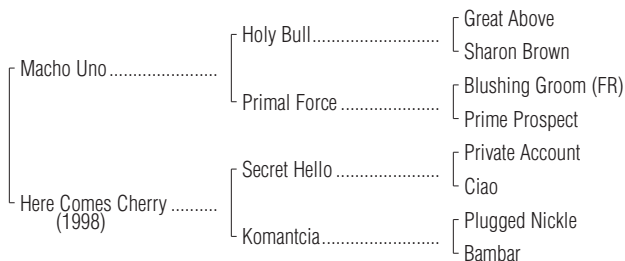 Great Above
Holy Bull
Sharon Brown
Macho Uno
Blushing Groom (FR)
Primal Force
Prime Prospect
Private Account
Secret Hello
Ciao
Here Comes Cherry
(1998)
Plugged Nickle
Komantcia
Bambar